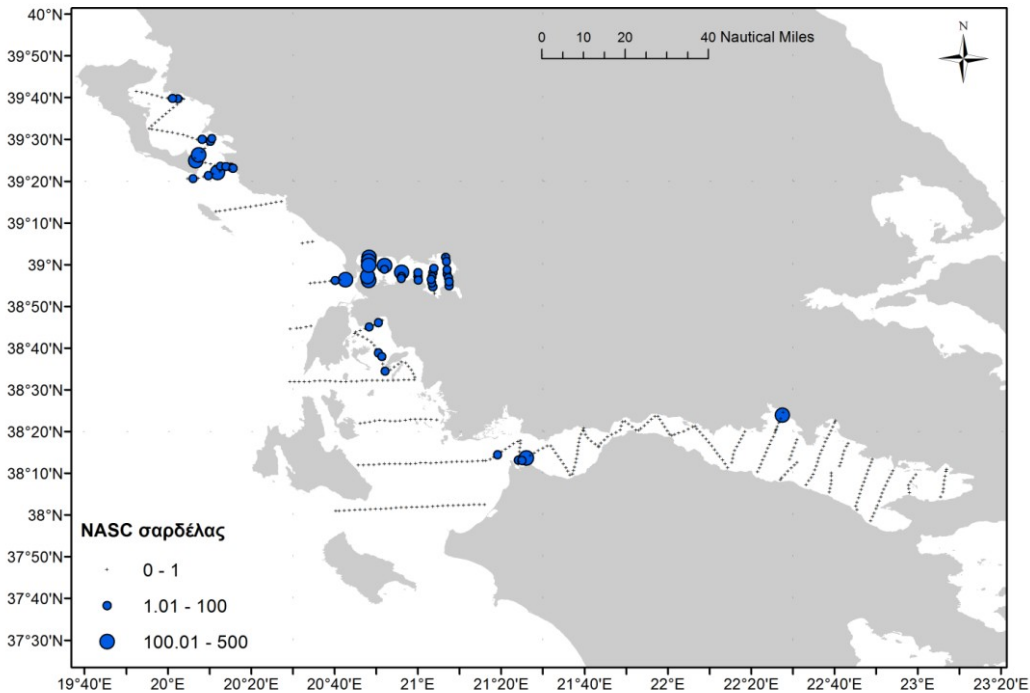 40°N
39°50'N
39°40'N
39°30'N
39°20'N
39°10'N
39°N
38°50'N
38°40'N
38°30'N
38°20'N
38°10'N
38°N
37°50'N
37°40'N
37°30'N
0 10 20 40 Nautical Miles
N
NASC σαρδέλας
0 - 1
1.01 - 100
100.01 - 500
19°40'E 20°E 20°20'E 20°40'E 21°E 21°20'E 21°40'E 22°E 22°20'E 22°40'E 23°E 23°20'E